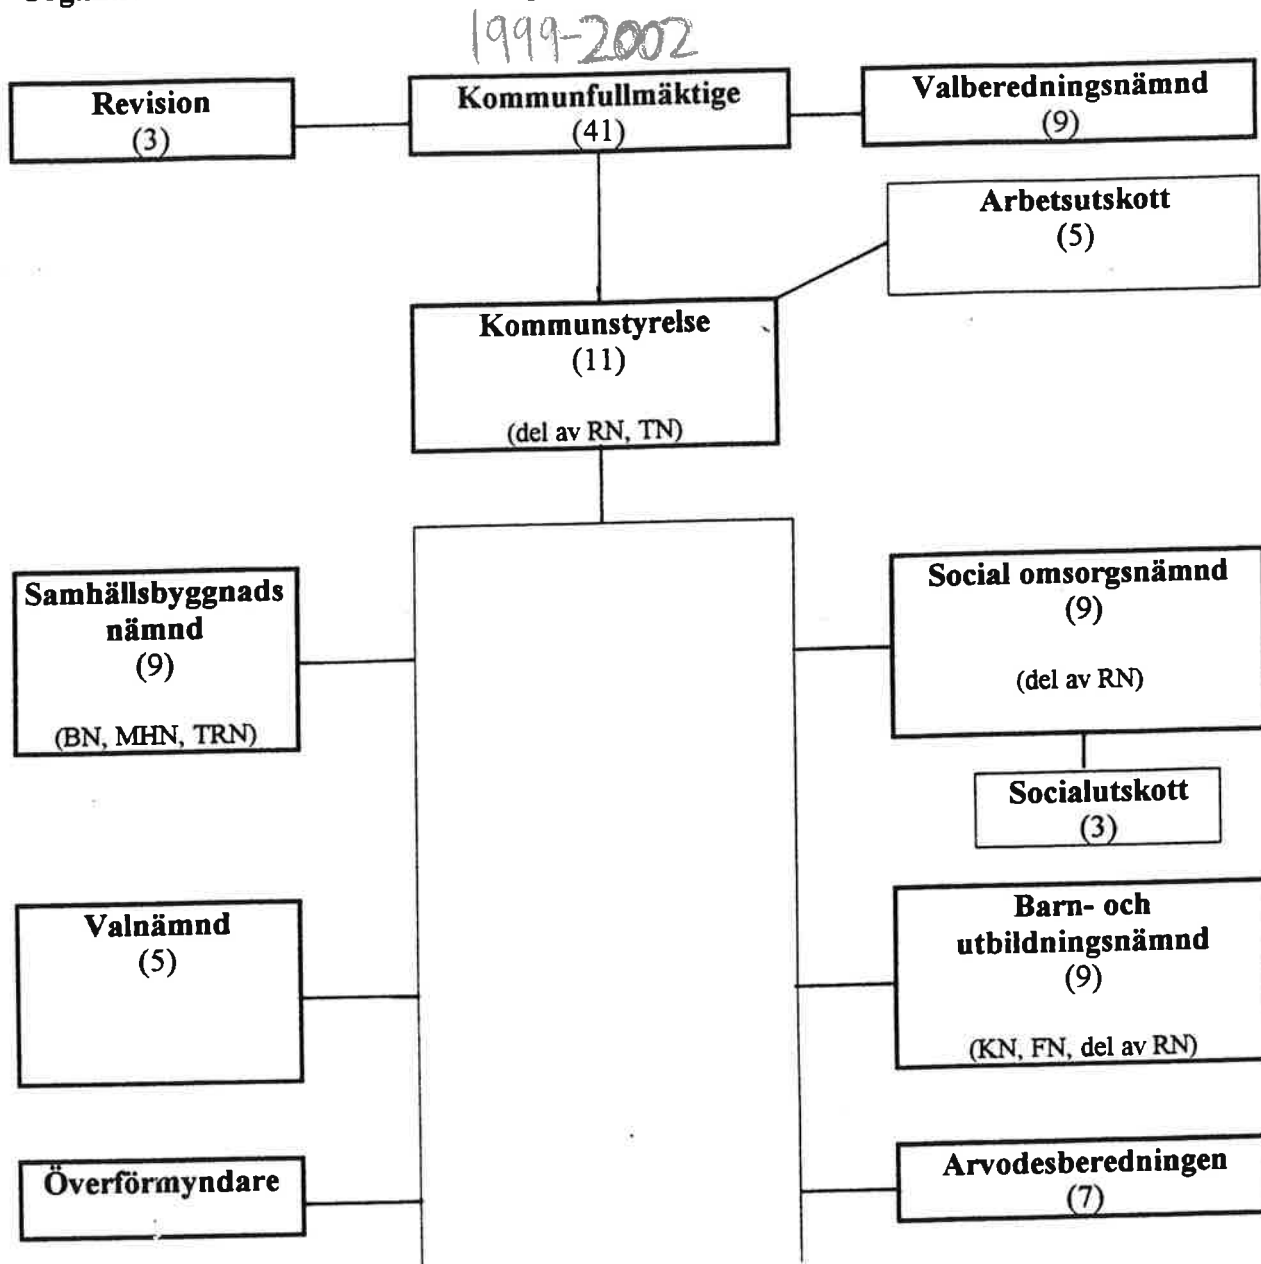 1999-2002
Revision
(3)
Kommunfullmäktige
(41)
Valberedningsnämnd
(9)
Arbetsutskott
(5)
Kommunstyrelse
(11)
(del av RN, TN)
Samhällsbyggnads
nämnd
(9)
(BN, MHN, TRN)
Social omsorgsnämnd
(9)
(del av RN)
Socialutskott
(3)
Valnämnd
(5)
Barn- och
utbildningsnämnd
(9)
(KN, FN, del av RN)
Överförmyndare
Arvodesberedningen
(7)